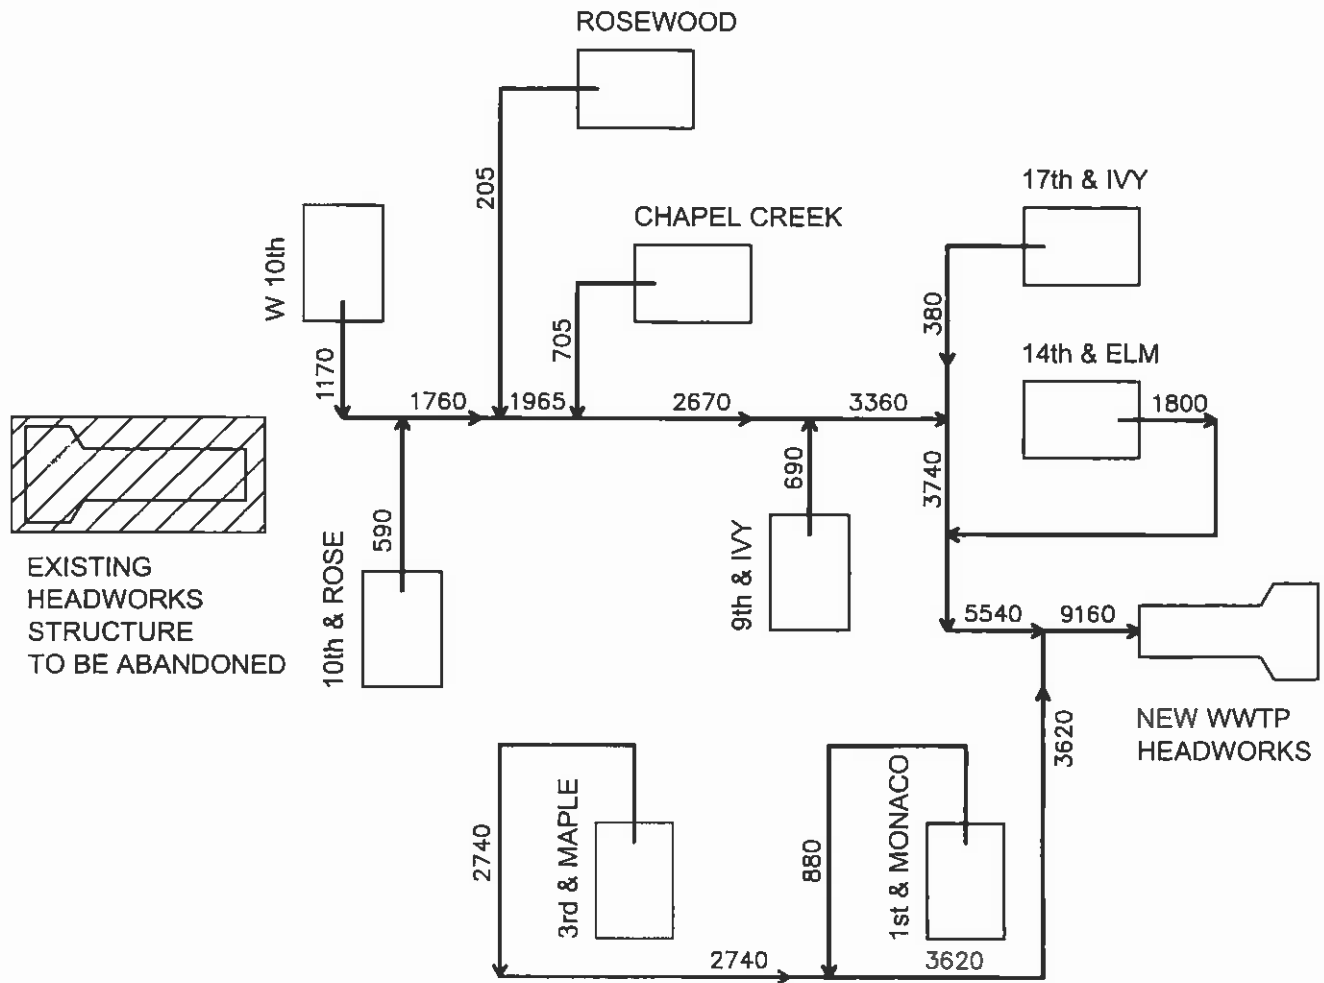 ROSEWOOD
205
17th & IVY
CHAPEL CREEK
W 10th
380
705
1170
14th & ELM
1800
1760
1965
2670
3360
690
3740
590
10th & ROSE
9th & IVY
EXISTING
HEADWORKS
STRUCTURE
TO BE ABANDONED
5540
9160
NEW WWTP
HEADWORKS
3620
3rd & MAPLE
1st & MONACO
2740
880
2740
3620